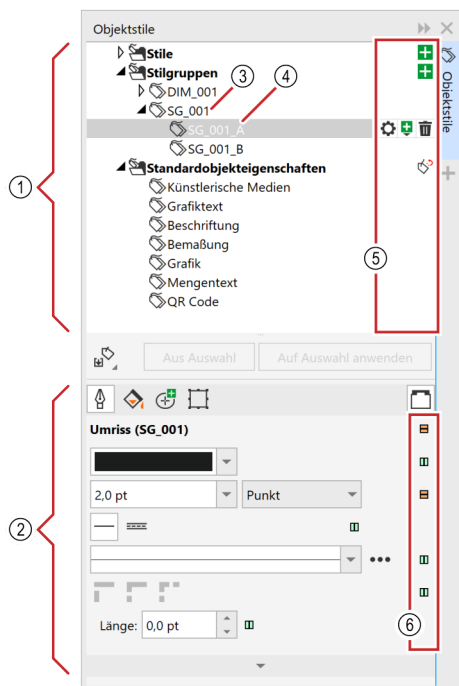 Objektstile
Stile
Stilgruppen ③ ④
DIM_001
SG_001
SG_001_A
SG_001_B
① Standardobjekteigenschaften
Künstlerische Medien
Grafiktext
Beschriftung
Bemaßung
⑤
Grafik
Mengentext
QR Code
Objektstile
Aus Auswahl Auf Auswahl anwenden
Umriss (SG_001)
2,0 pt Punkt
②
Länge: 0,0 pt ⑥